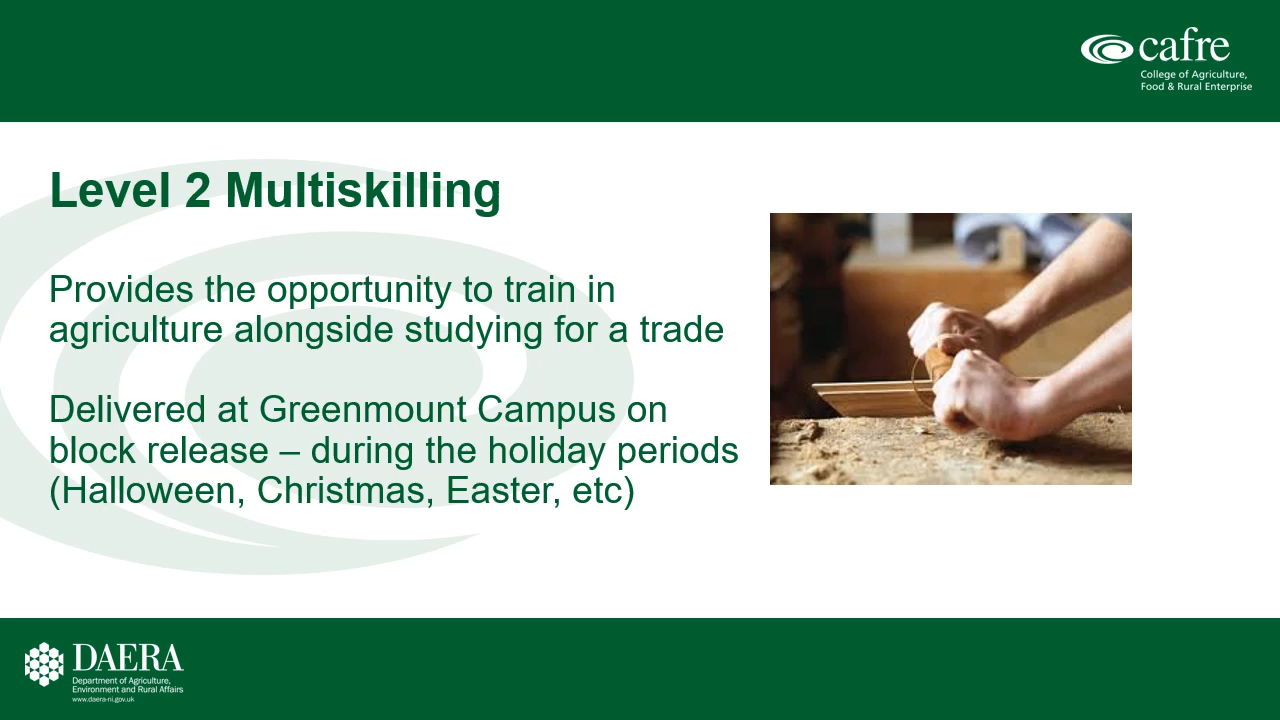 cafre
College of Agriculture,
Food & Rural Enterprise
Level 2 Multiskilling
Provides the opportunity to train in
agriculture alongside studying for a trade
Delivered at Greenmount Campus on
block release – during the holiday periods
(Halloween, Christmas, Easter, etc)
DAERA
Department of Agriculture,
Environment and Rural Affairs
www.daera-ni.gov.uk